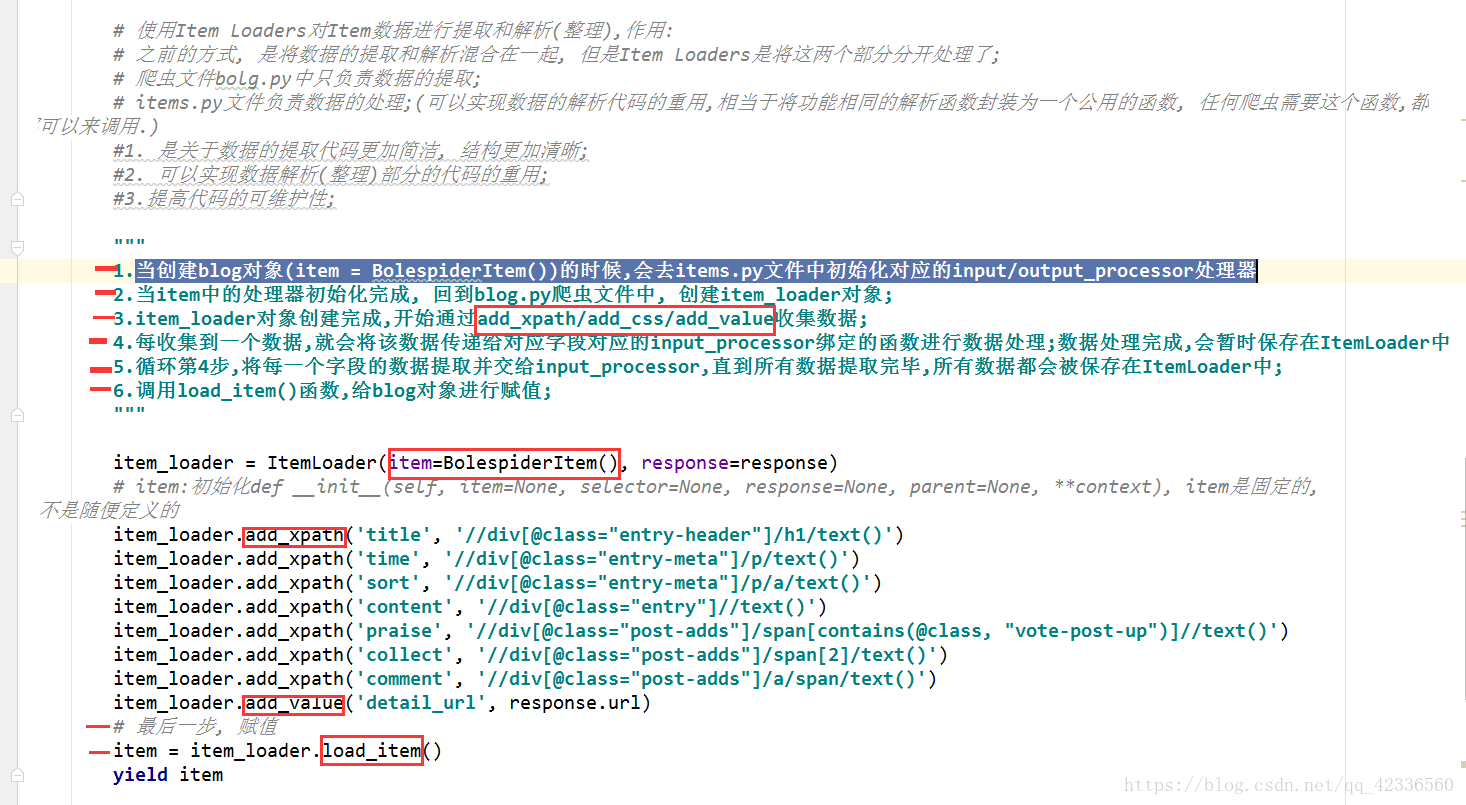 # 使用Item Loaders对Item数据进行提取和解析(整理),作用:
# 之前的方式, 是将数据的提取和解析混合在一起, 但是Item Loaders是将这两个部分分开处理了;
# 爬虫文件bolg.py中只负责数据的提取;
# items.py文件负责数据的处理;(可以实现数据的解析代码的重用,相当于将功能相同的解析函数封装为一个公用的函数, 任何爬虫需要这个函数,都
可以来调用.)
#1. 是关于数据的提取代码更加简洁, 结构更加清晰;
#2. 可以实现数据解析(整理)部分的代码的重用;
#3.提高代码的可维护性;
"""
1.当创建blog对象(item = BolespiderItem())的时候,会去items.py文件中初始化对应的input/output_processor处理器
2.当item中的处理器初始化完成, 回到blog.py爬虫文件中, 创建item_loader对象;
3.item_loader对象创建完成,开始通过add_xpath/add_css/add_value收集数据;
4.每收集到一个数据,就会将该数据传递给对应字段对应的input_processor绑定的函数进行数据处理;数据处理完成,会暂时保存在ItemLoader中
5.循环第4步,将每一个字段的数据提取并交给input_processor,直到所有数据提取完毕,所有数据都会被保存在ItemLoader中;
6.调用load_item()函数,给blog对象进行赋值;
"""
item_loader = ItemLoader(item=BolespiderItem(), response=response)
# item:初始化def __init__(self, item=None, selector=None, response=None, parent=None, **context), item是固定的,
不是随便定义的
item_loader.add_xpath('title', '//div[@class="entry-header"]/h1/text()')
item_loader.add_xpath('time', '//div[@class="entry-meta"]/p/text()')
item_loader.add_xpath('sort', '//div[@class="entry-meta"]/p/a/text()')
item_loader.add_xpath('content', '//div[@class="entry"]//text()')
item_loader.add_xpath('praise', '//div[@class="post-adds"]/span[contains(@class, "vote-post-up")]//text()')
item_loader.add_xpath('collect', '//div[@class="post-adds"]/span[2]/text()')
item_loader.add_xpath('comment', '//div[@class="post-adds"]/a/span/text()')
item_loader.add_value('detail_url', response.url)
# 最后一步, 赋值
item = item_loader.load_item()
yield item
https://blog.csdn.net/qq_42336560